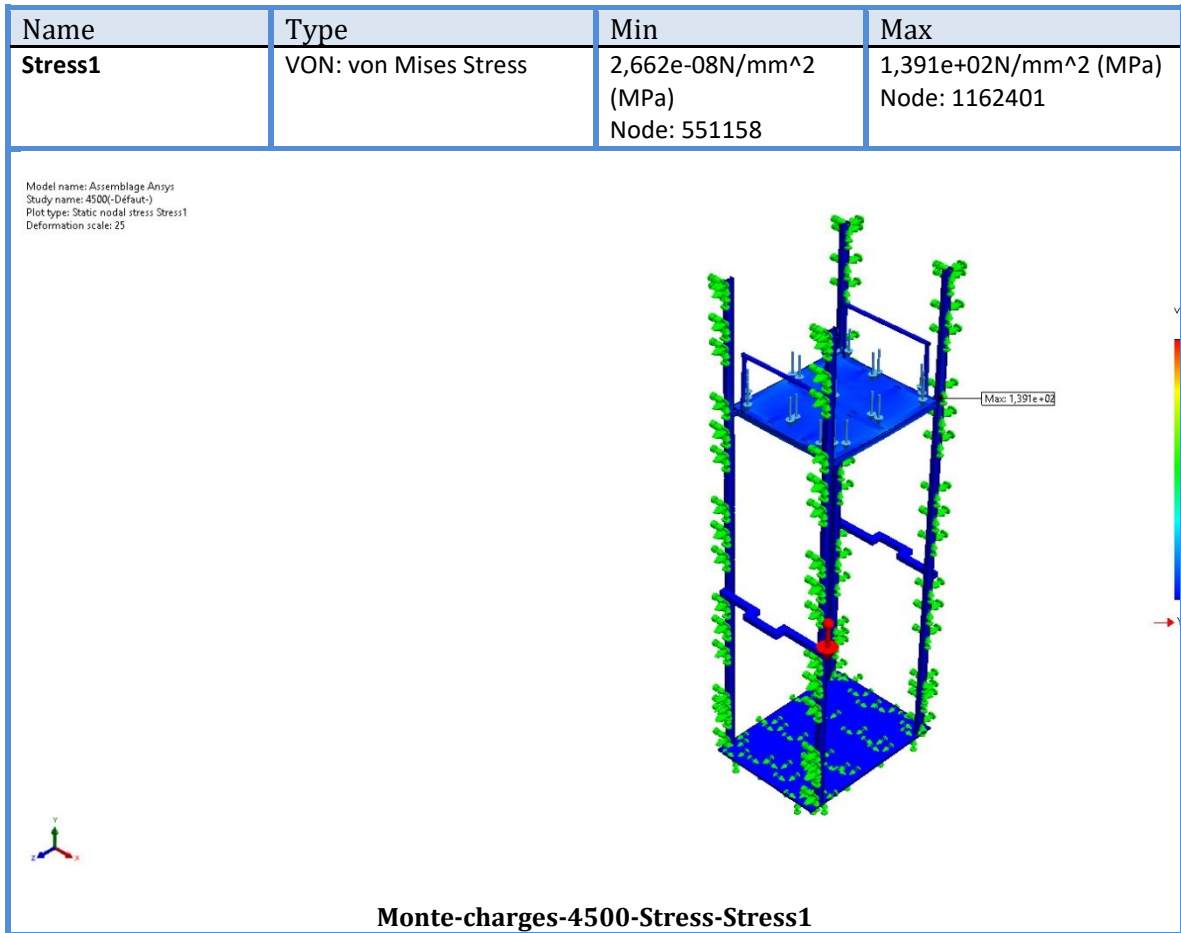 Name Type Min Max
Stress1 VON: von Mises Stress 2,662e-08N/mm^2 1,391e+02N/mm^2 (MPa)
(MPa) Node: 1162401
Node: 551158
Model name: Assemblage Ansys
Study name: 4500(-Défaut-)
Plot type: Static nodal stress Stress1
Deformation scale: 25
Max: 1,391e+02
Y
Z X
Monte-charges-4500-Stress-Stress1